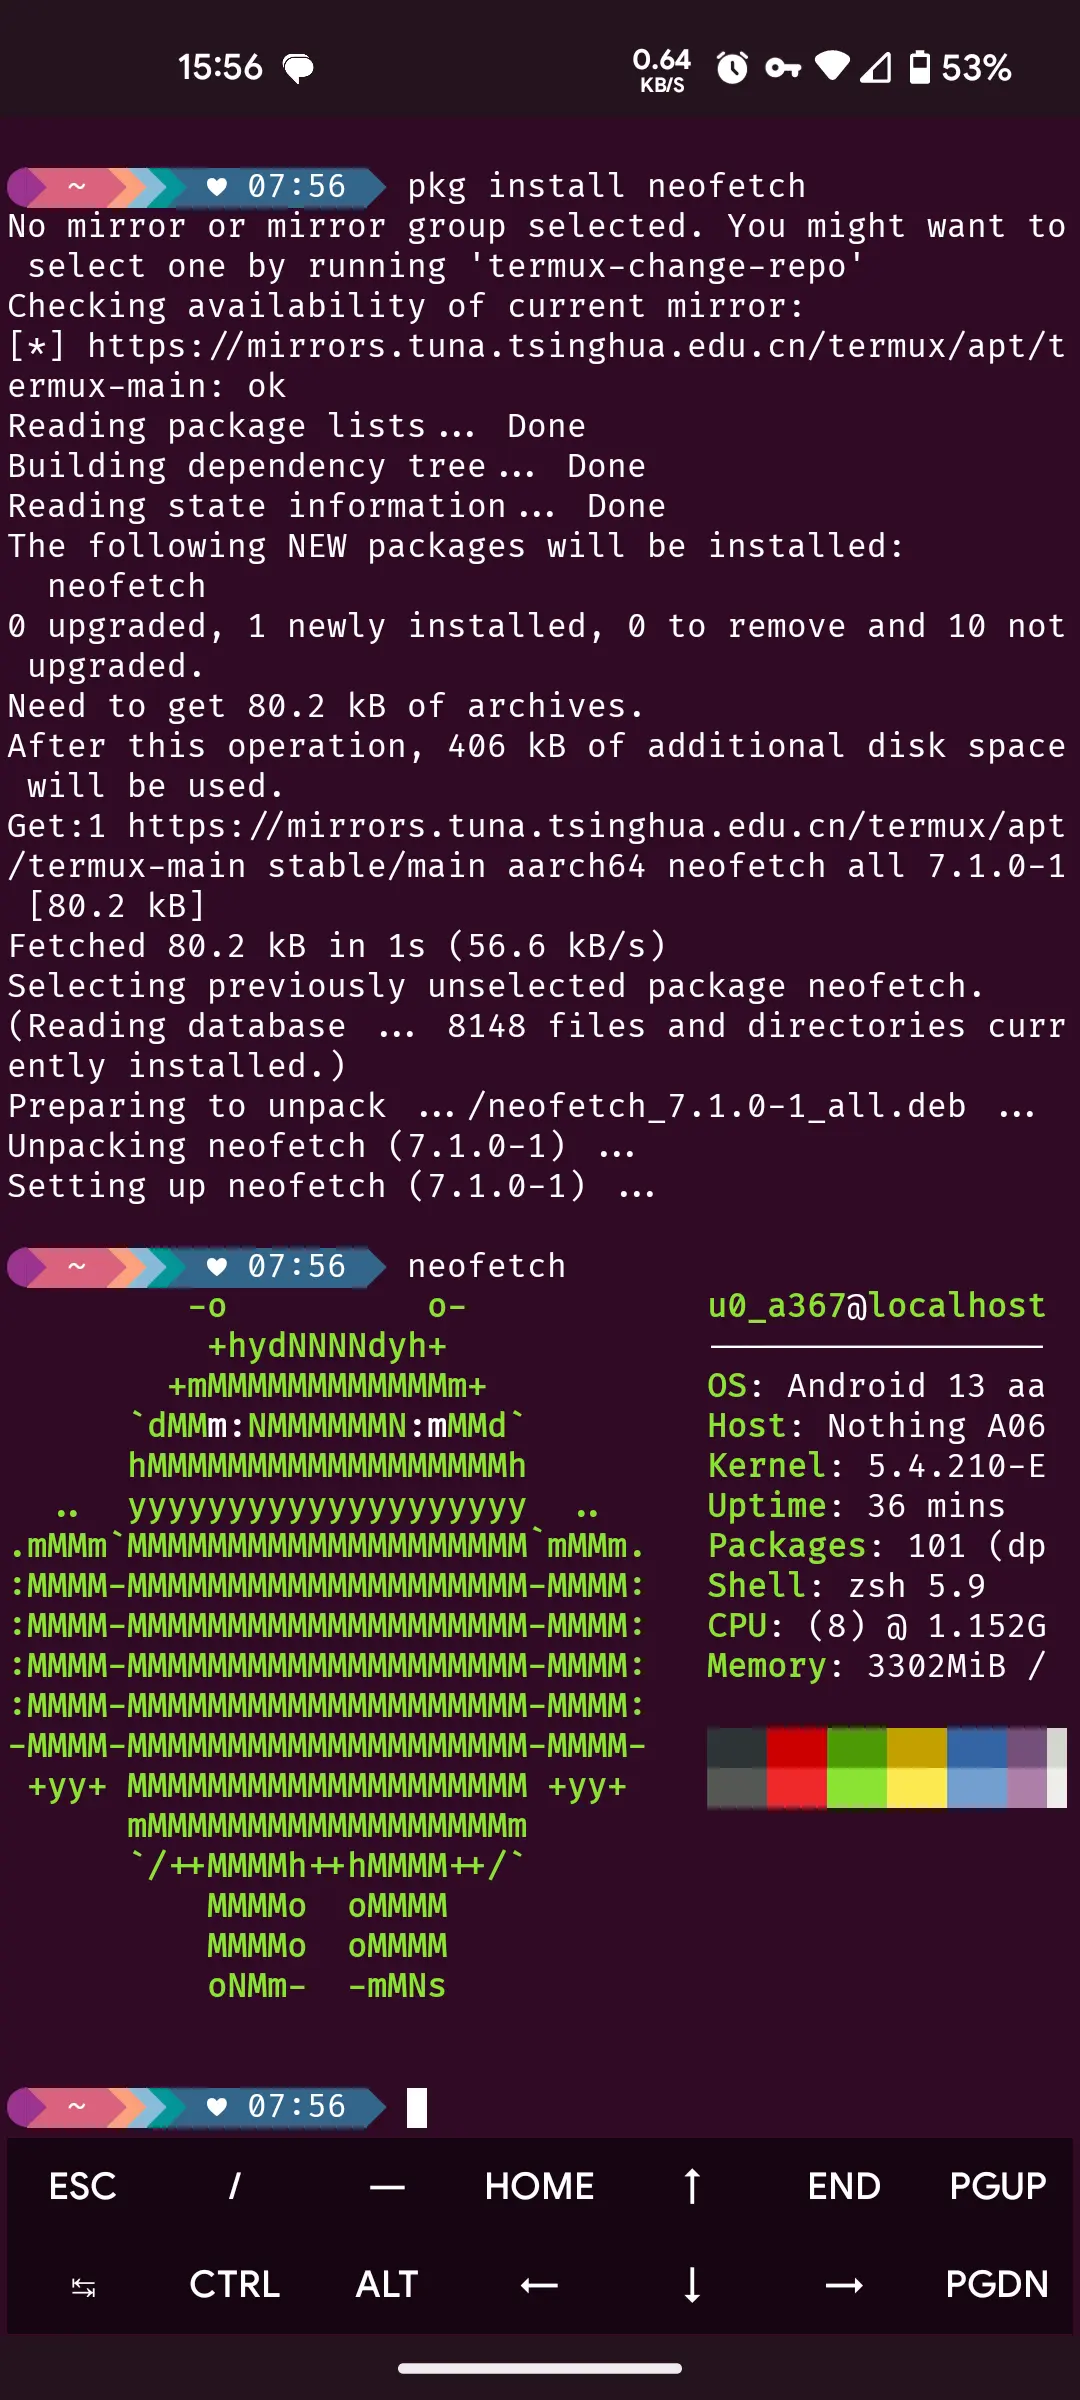 15:56 0.64 KB/S 53%
~ ♥ 07:56 pkg install neofetch
No mirror or mirror group selected. You might want to
 select one by running 'termux-change-repo'
Checking availability of current mirror:
[*] https://mirrors.tuna.tsinghua.edu.cn/termux/apt/t
ermux-main: ok
Reading package lists... Done
Building dependency tree... Done
Reading state information... Done
The following NEW packages will be installed:
  neofetch
0 upgraded, 1 newly installed, 0 to remove and 10 not
 upgraded.
Need to get 80.2 kB of archives.
After this operation, 406 kB of additional disk space
 will be used.
Get:1 https://mirrors.tuna.tsinghua.edu.cn/termux/apt
/termux-main stable/main aarch64 neofetch all 7.1.0-1
 [80.2 kB]
Fetched 80.2 kB in 1s (56.6 kB/s)
Selecting previously unselected package neofetch.
(Reading database ... 8148 files and directories curr
ently installed.)
Preparing to unpack .../neofetch_7.1.0-1_all.deb ...
Unpacking neofetch (7.1.0-1) ...
Setting up neofetch (7.1.0-1) ...
~ ♥ 07:56 neofetch
         -o          o-            u0_a367@localhost
          +hydNNNNdyh+             -----------------
        +mMMMMMMMMMMMMm+           OS: Android 13 aa
      `dMMm:NMMMMMMN:mMMd`         Host: Nothing A06
      hMMMMMMMMMMMMMMMMMMh         Kernel: 5.4.210-E
  ..  yyyyyyyyyyyyyyyyyyyy  ..     Uptime: 36 mins
.mMMm`MMMMMMMMMMMMMMMMMMMM`mMMm.   Packages: 101 (dp
:MMMM-MMMMMMMMMMMMMMMMMMMM-MMMM:   Shell: zsh 5.9
:MMMM-MMMMMMMMMMMMMMMMMMMM-MMMM:   CPU: (8) @ 1.152G
:MMMM-MMMMMMMMMMMMMMMMMMMM-MMMM:   Memory: 3302MiB /
:MMMM-MMMMMMMMMMMMMMMMMMMM-MMMM:
-MMMM-MMMMMMMMMMMMMMMMMMMM-MMMM-
 +yy+ MMMMMMMMMMMMMMMMMMMM +yy+
      mMMMMMMMMMMMMMMMMMMm
      `/++MMMMh++hMMMM++/`
          MMMMo  oMMMM
          MMMMo  oMMMM
          oNMm-  -mMNs
~ ♥ 07:56
ESC / — HOME ↑ END PGUP
↹ CTRL ALT ← ↓ → PGDN